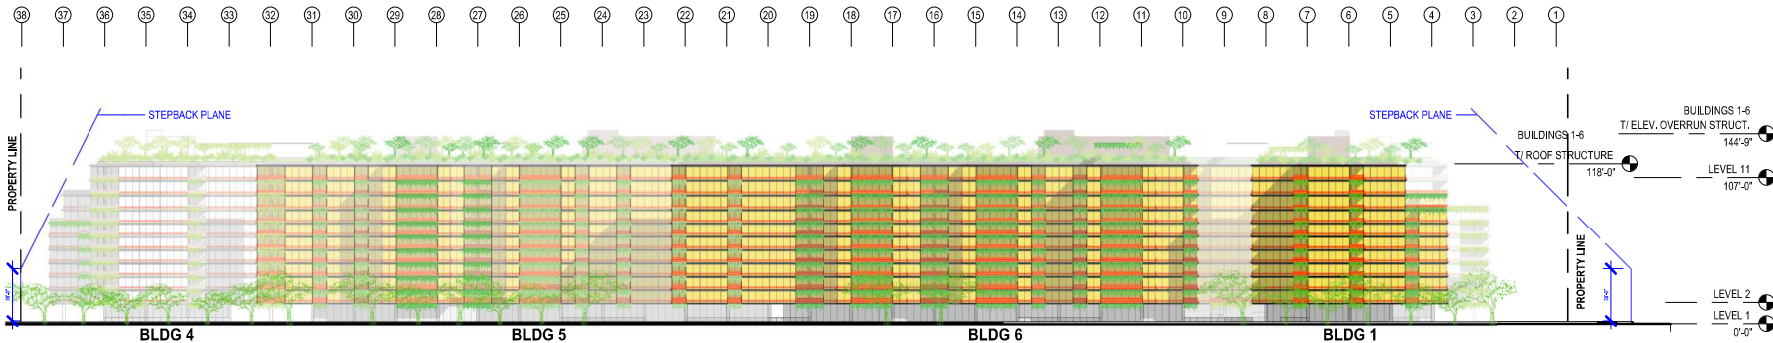 38 37 36 35 34 33 32 31 30 29 28 27 26 25 24 23 22 21 20 19 18 17 16 15 14 13 12 11 10 9 8 7 6 5 4 3 2 1
STEPBACK PLANE
STEPBACK PLANE
BUILDINGS 1-6
T/ ELEV. OVERRUN STRUCT.
144'-9"
BUILDINGS 1-6
T/ ROOF STRUCTURE
118'-0"
LEVEL 11
107'-0"
PROPERTY LINE
PROPERTY LINE
LEVEL 2
LEVEL 1
0'-0"
BLDG 4
BLDG 5
BLDG 6
BLDG 1